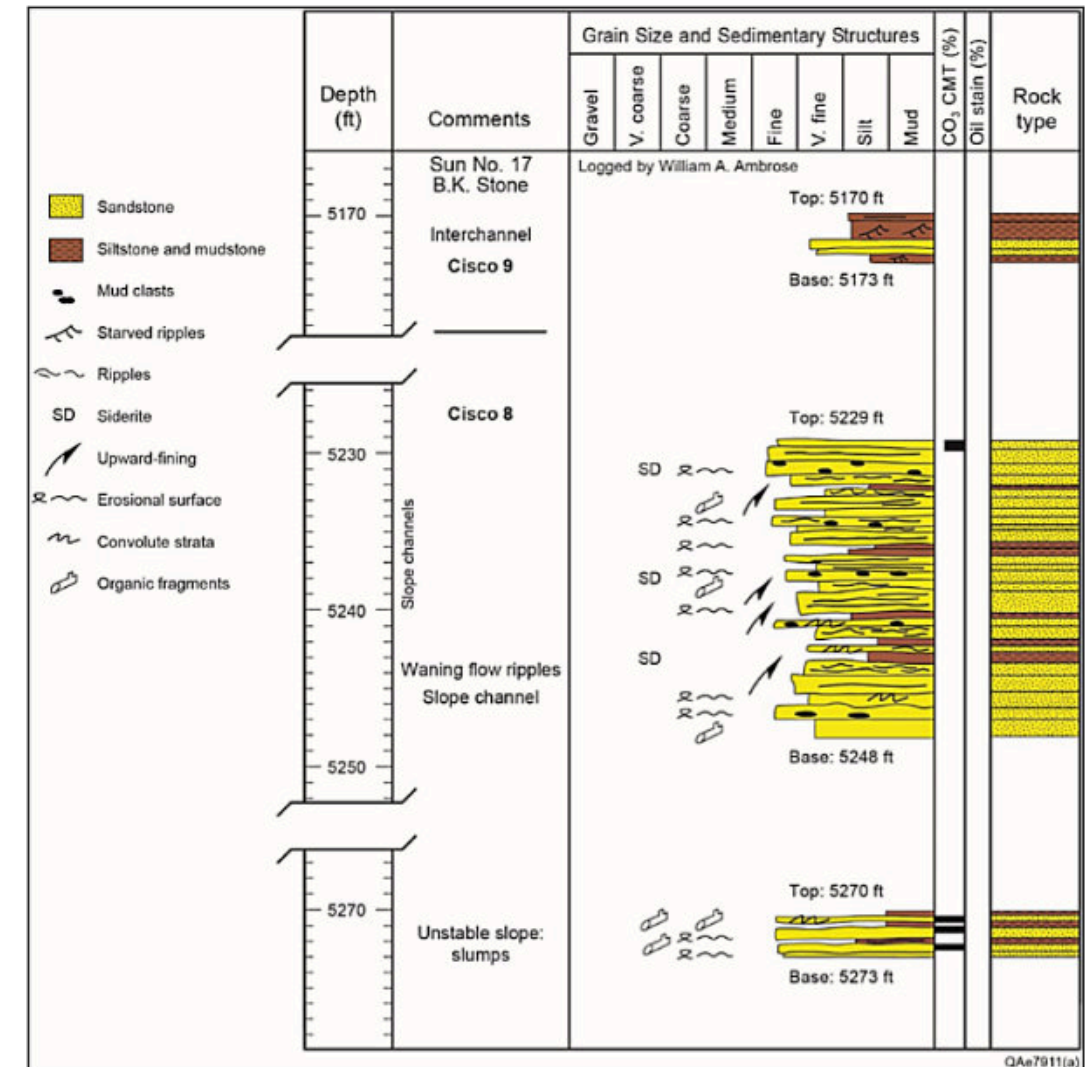 Grain Size and Sedimentary Structures
Depth
(ft)
Comments
Gravel
V. coarse
Coarse
Medium
Fine
V. fine
Silt
Mud
CO₃ CMT (%)
Oil stain (%)
Rock
type
Sandstone
Siltstone and mudstone
Mud clasts
Starved ripples
Ripples
SD Siderite
Upward-fining
Erosional surface
Convolute strata
Organic fragments
Sun No. 17
B.K. Stone
Logged by William A. Ambrose
Top: 5170 ft
5170
Interchannel
Cisco 9
Base: 5173 ft
Cisco 8
Top: 5229 ft
5230
SD
Slope channels
SD
5240
SD
Waning flow ripples
Slope channel
Base: 5248 ft
5250
Top: 5270 ft
5270
Unstable slope:
slumps
Base: 5273 ft
QAe7911(a)